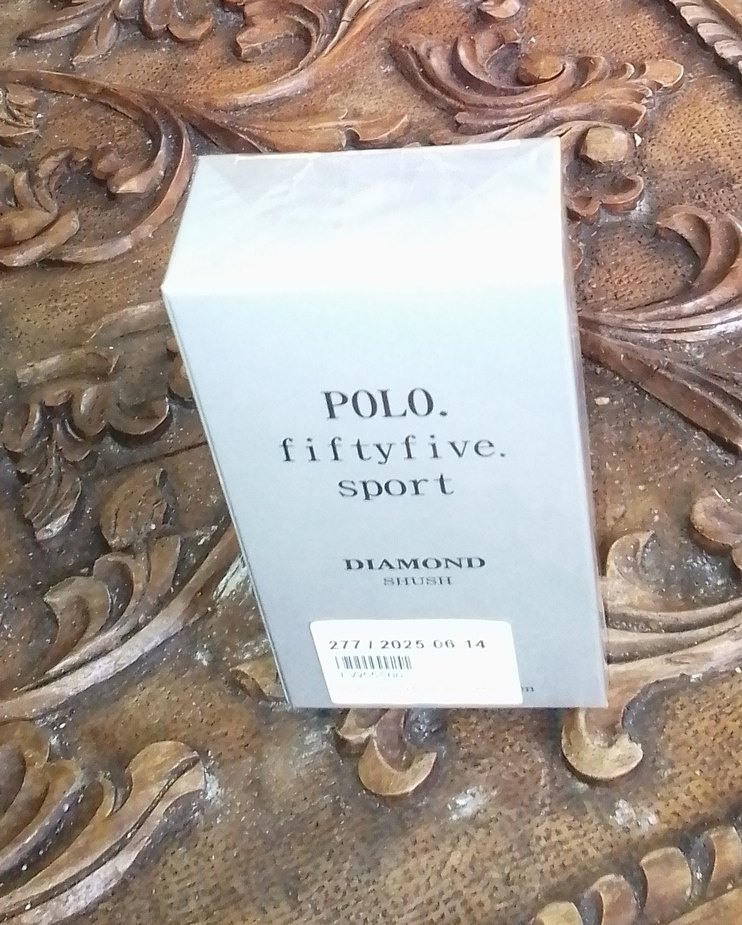 POLO.
fiftyfive.
sport
DIAMOND
SHUSH
277 / 2025 06 14